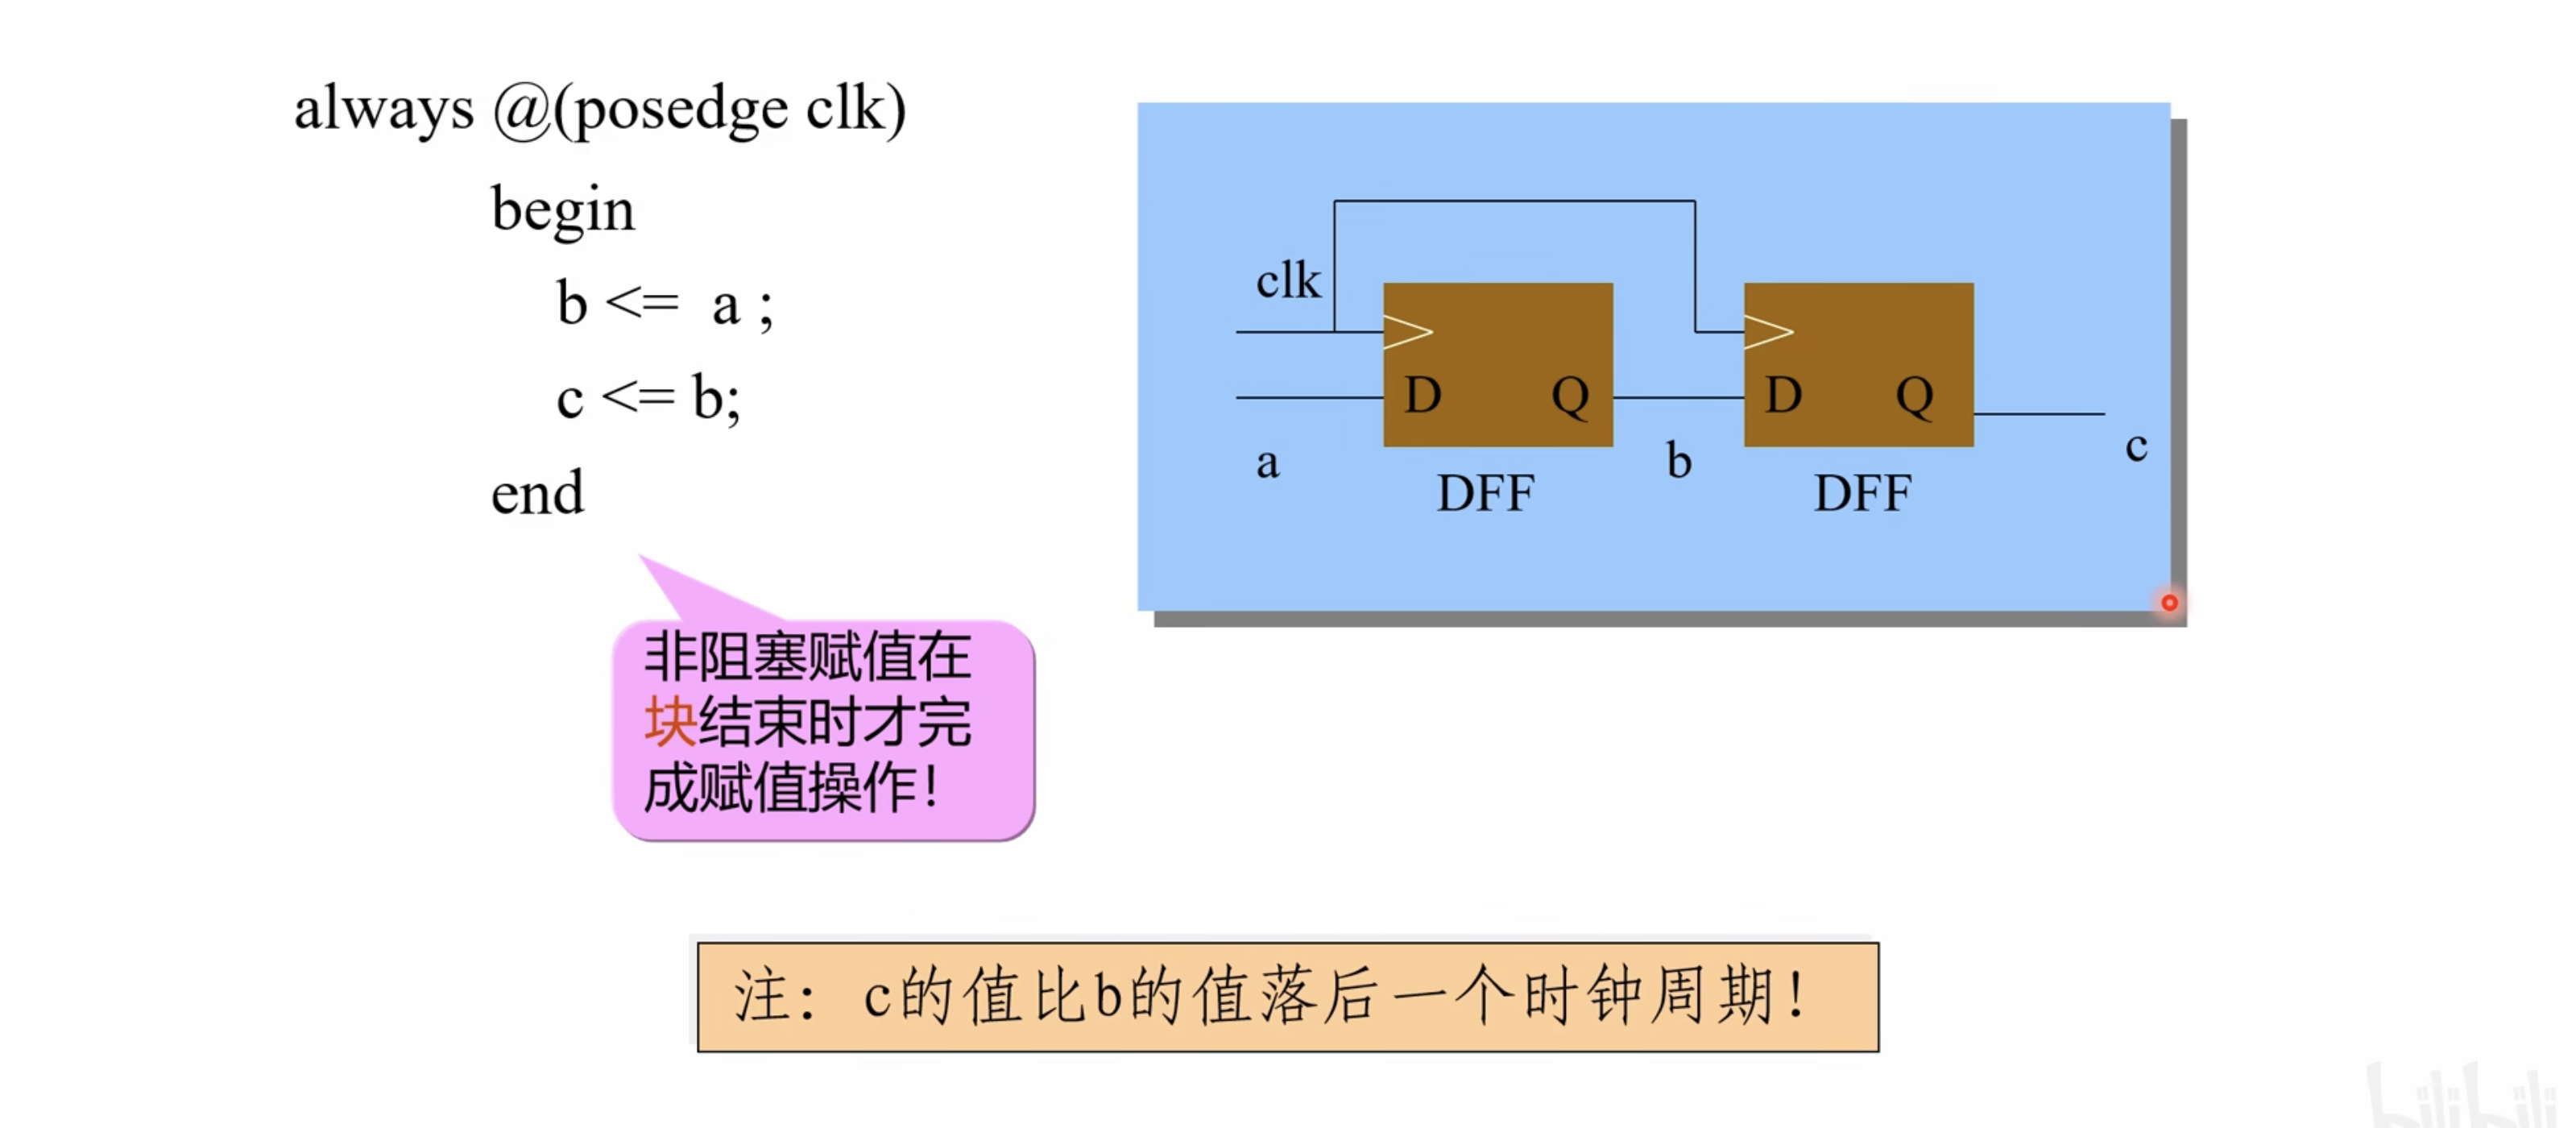 always @(posedge clk)
begin
b <= a ;
c <= b;
end
非阻塞赋值在
块结束时才完
成赋值操作！
clk
D Q
D Q
a
b
c
DFF
DFF
注：c的值比b的值落后一个时钟周期！
bilibili